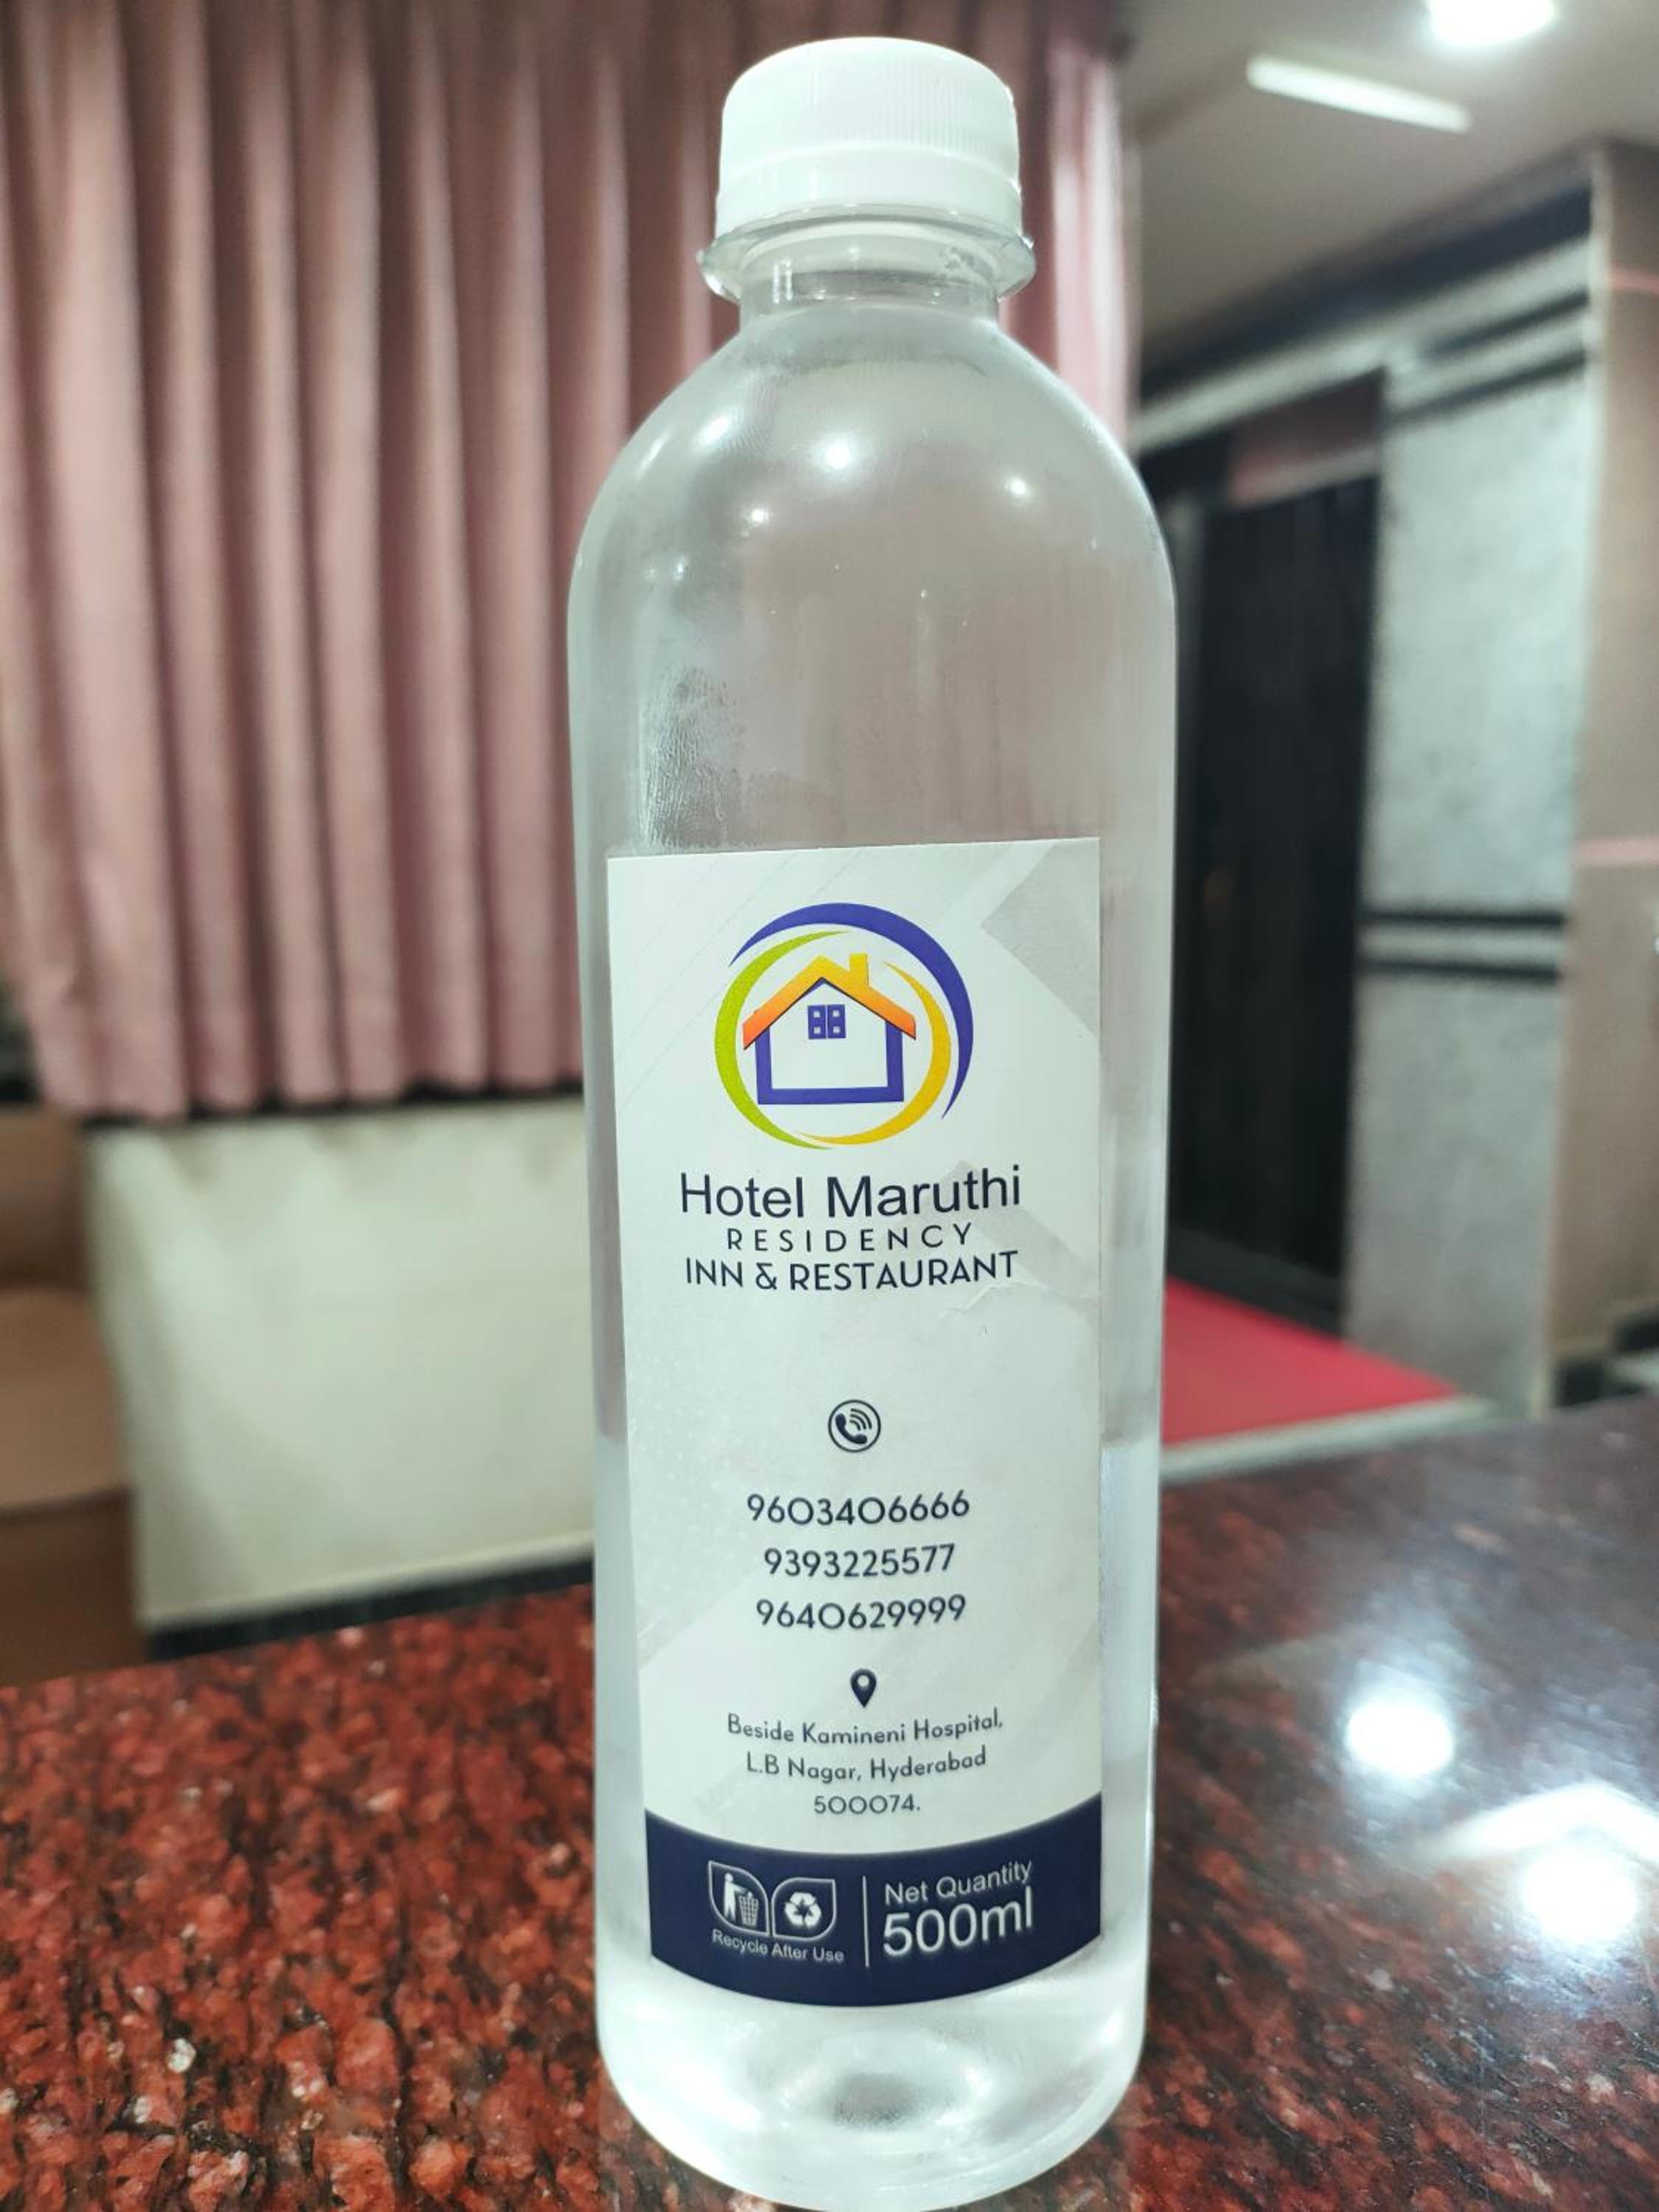 Hotel Maruthi
RESIDENCY
INN & RESTAURANT
9603406666
9393225577
9640629999
Beside Kamineni Hospital,
L.B Nagar, Hyderabad
500074.
Recycle After Use
Net Quantity
500ml